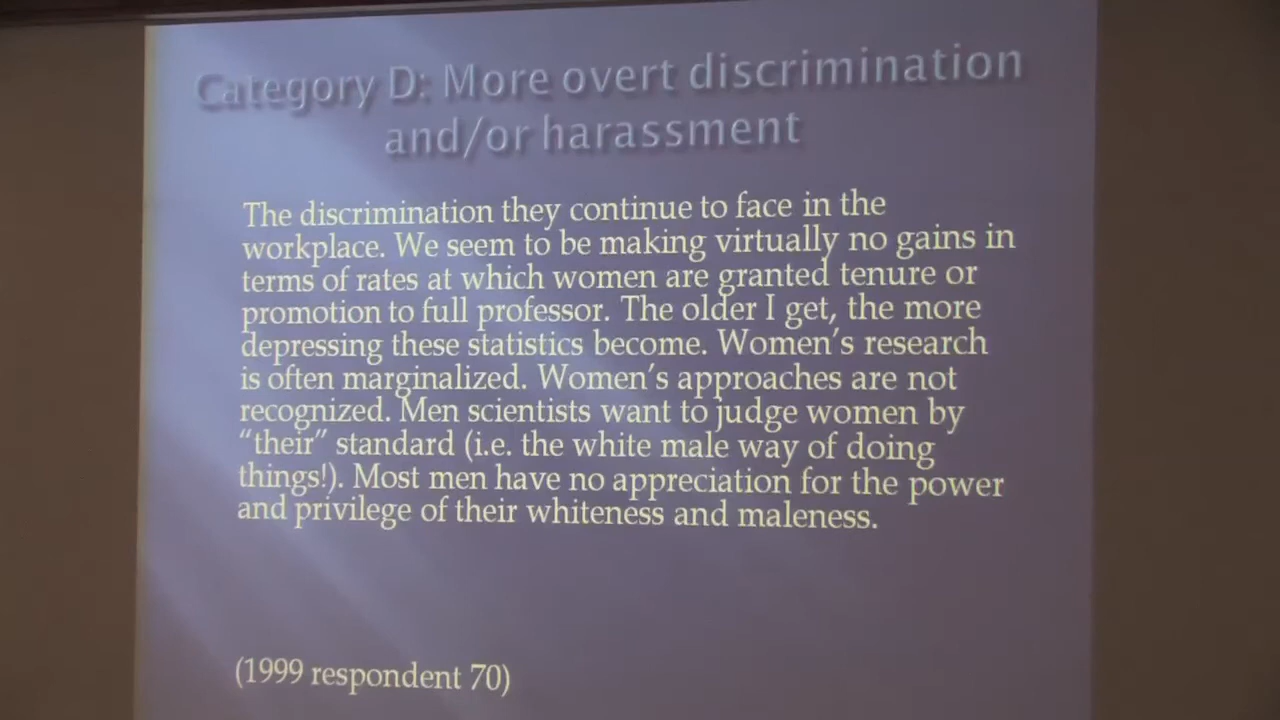 Category D: More overt discrimination
and/or harassment
The discrimination they continue to face in the
workplace. We seem to be making virtually no gains in
terms of rates at which women are granted tenure or
promotion to full professor. The older I get, the more
depressing these statistics become. Women's research
is often marginalized. Women's approaches are not
recognized. Men scientists want to judge women by
"their" standard (i.e. the white male way of doing
things!). Most men have no appreciation for the power
and privilege of their whiteness and maleness.
(1999 respondent 70)